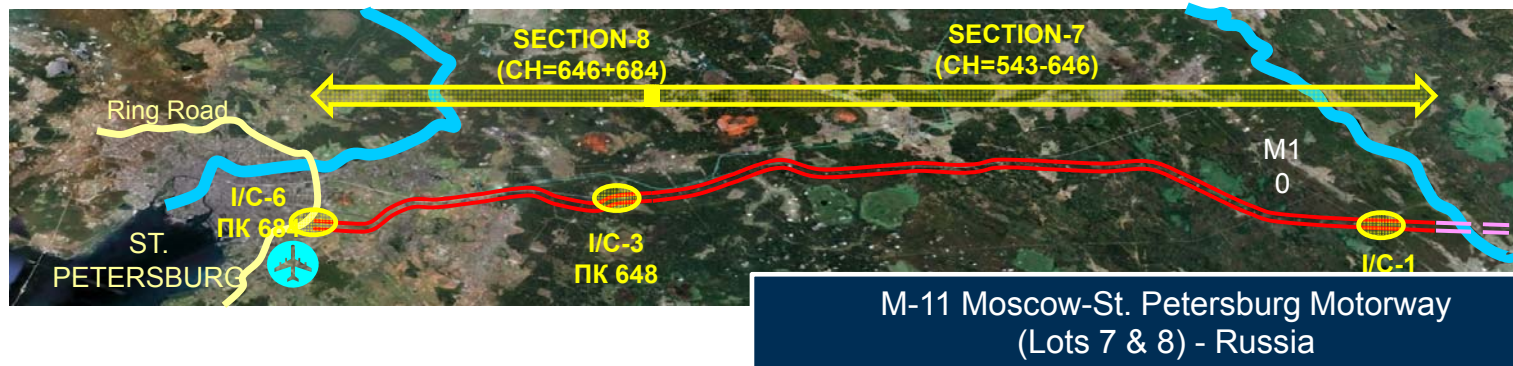 SECTION-8
(CH=646+684)
SECTION-7
(CH=543-646)
Ring Road
M1
0
I/C-6
ПК 684
ST.
PETERSBURG
I/C-3
ПК 648
I/C-1
M-11 Moscow-St. Petersburg Motorway
(Lots 7 & 8) - Russia